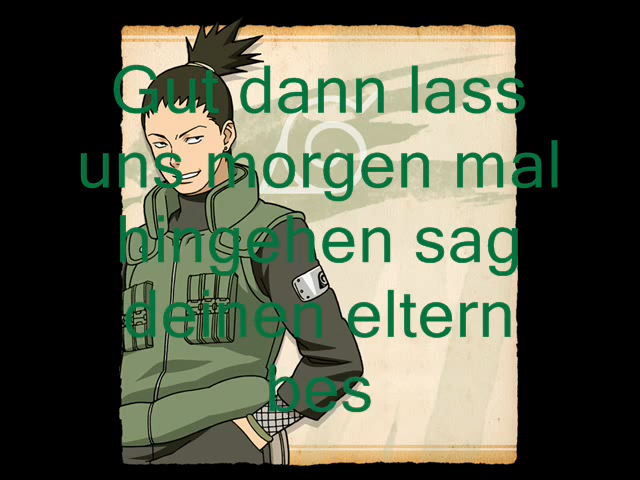 Gut dann lass
uns morgen mal
hingehen sag
deinen eltern
bes